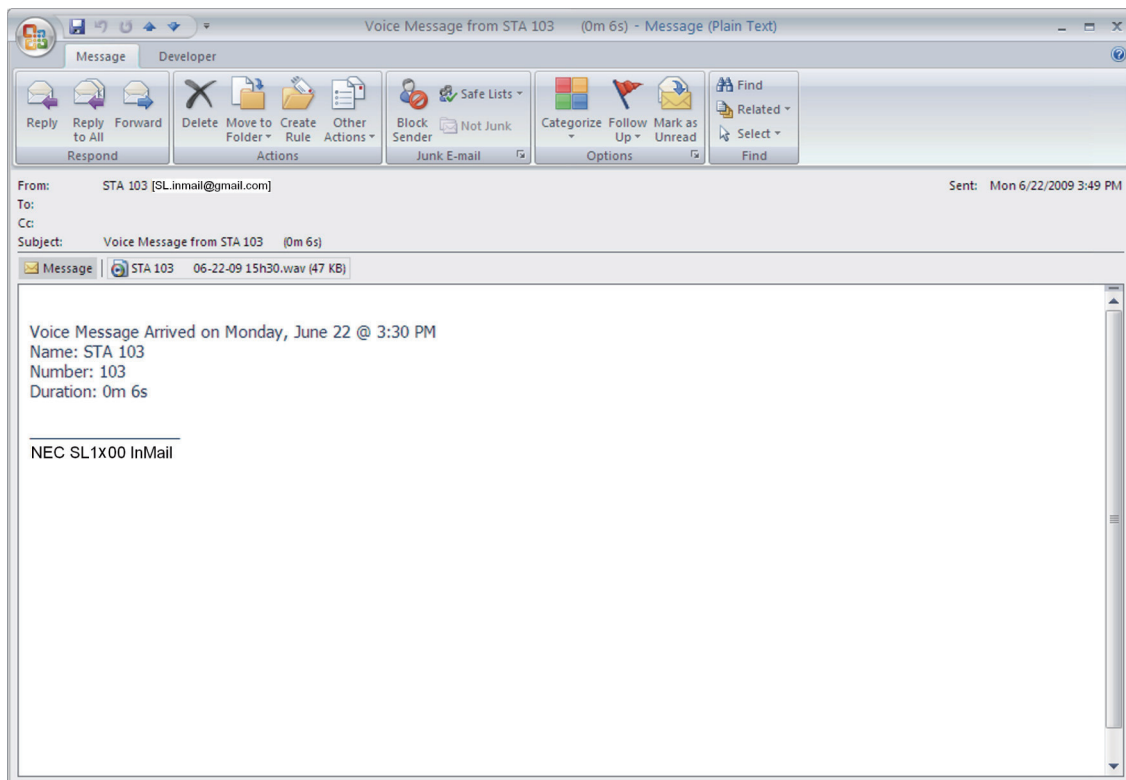 Voice Message from STA 103 (0m 6s) - Message (Plain Text)
Message Developer
Reply Reply to All Forward Delete Move to Folder Create Rule Other Actions Block Sender Safe Lists Not Junk Categorize Follow Up Mark as Unread Find Related Select
Respond Actions Junk E-mail Options Find
From: STA 103 [SL.inmail@gmail.com] Sent: Mon 6/22/2009 3:49 PM
To:
Cc:
Subject: Voice Message from STA 103 (0m 6s)
Message STA 103 06-22-09 15h30.wav (47 KB)
Voice Message Arrived on Monday, June 22 @ 3:30 PM
Name: STA 103
Number: 103
Duration: 0m 6s
NEC SL1X00 InMail